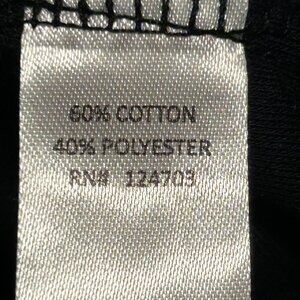 60% COTTON
40% POLYESTER
RN# 124703